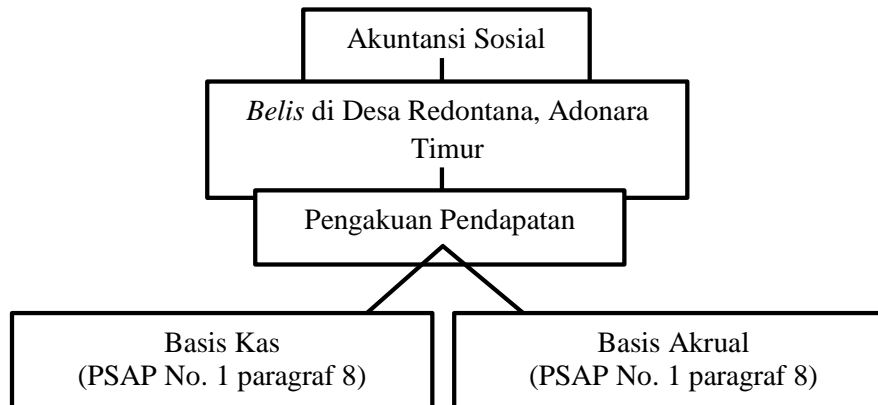 Akuntansi Sosial
Belis di Desa Redontana, Adonara
Timur
Pengakuan Pendapatan
Basis Kas
(PSAP No. 1 paragraf 8)
Basis Akrual
(PSAP No. 1 paragraf 8)